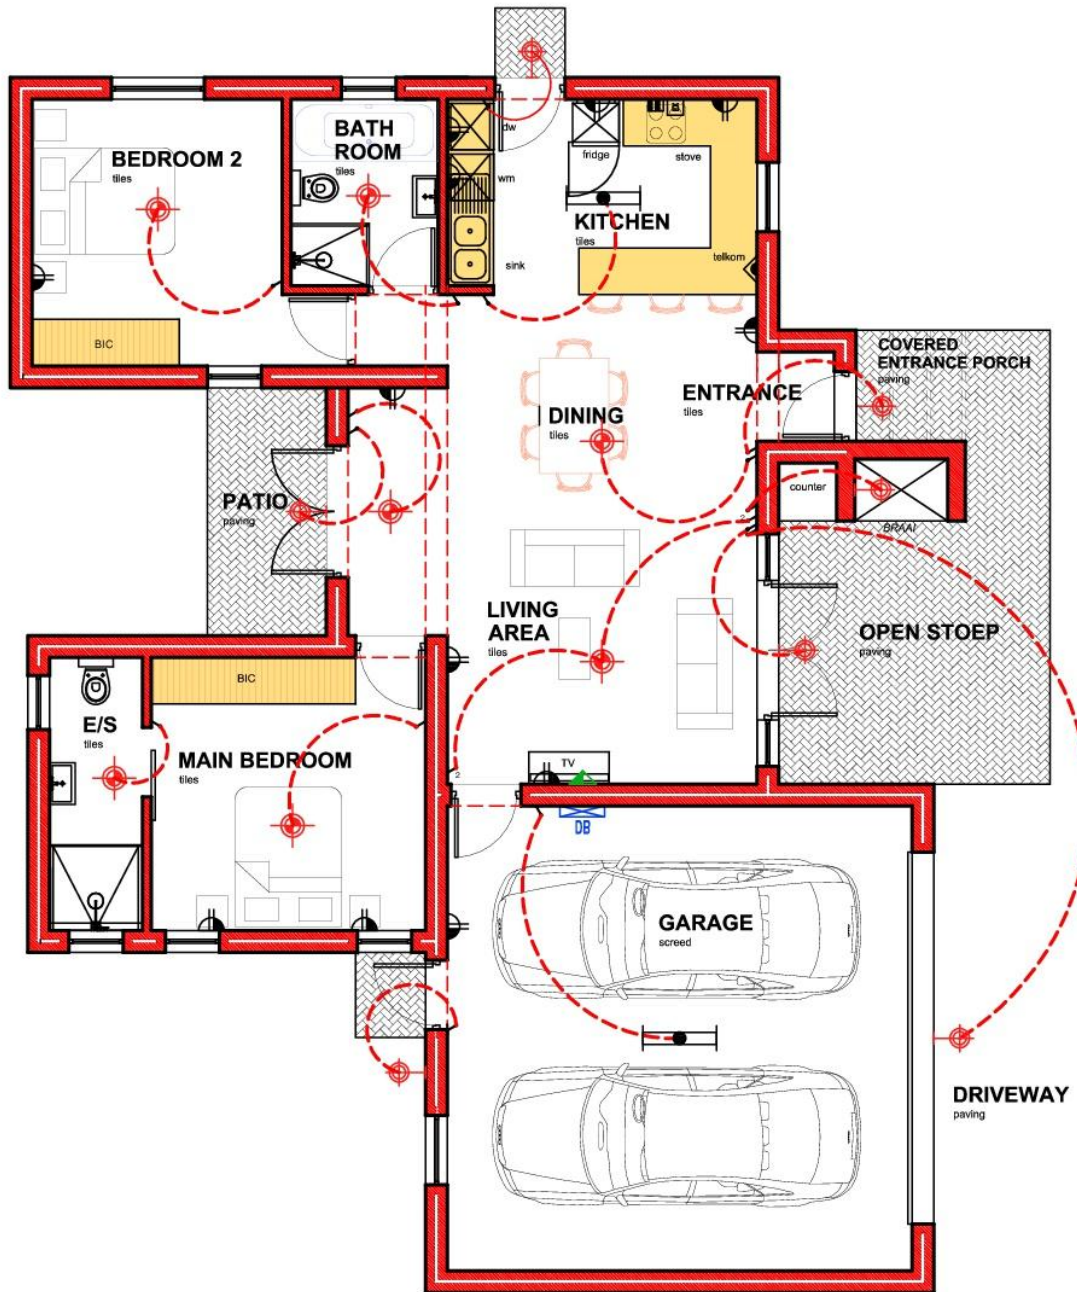 BEDROOM 2
tiles
BATH
ROOM
tiles
dw
wm
sink
fridge
stove
KITCHEN
tiles
telkom
BIC
COVERED
ENTRANCE PORCH
paving
ENTRANCE
tiles
DINING
tiles
PATIO
paving
counter
2
BRAAI
LIVING
AREA
tiles
OPEN STOEP
paving
BIC
E/S
tiles
MAIN BEDROOM
tiles
TV
2
DB
GARAGE
screed
DRIVEWAY
paving